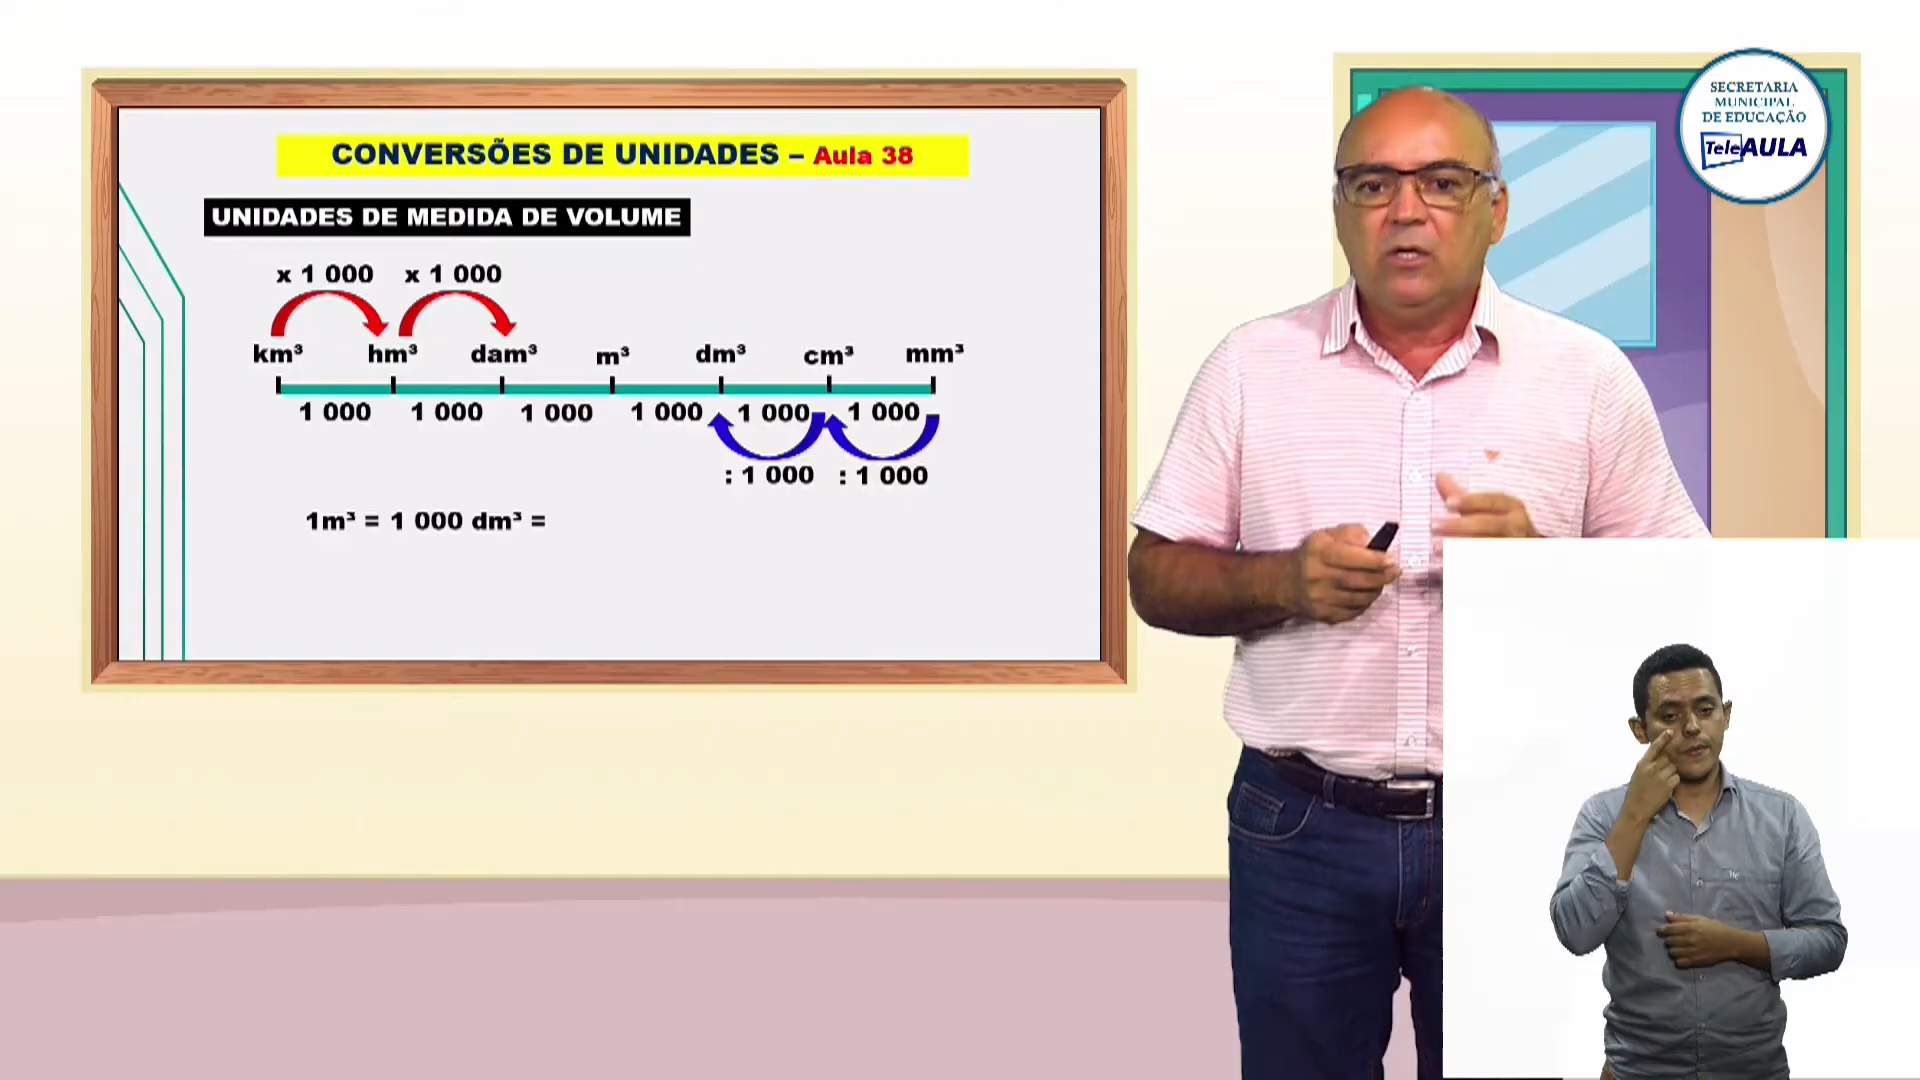 CONVERSÕES DE UNIDADES – Aula 38
UNIDADES DE MEDIDA DE VOLUME
x 1 000 x 1 000
km³ hm³ dam³ m³ dm³ cm³ mm³
1 000 1 000 1 000 1 000 1 000 1 000
: 1 000 : 1 000
1m³ = 1 000 dm³ =
SECRETARIA
MUNICIPAL
DE EDUCAÇÃO
TeleAULA